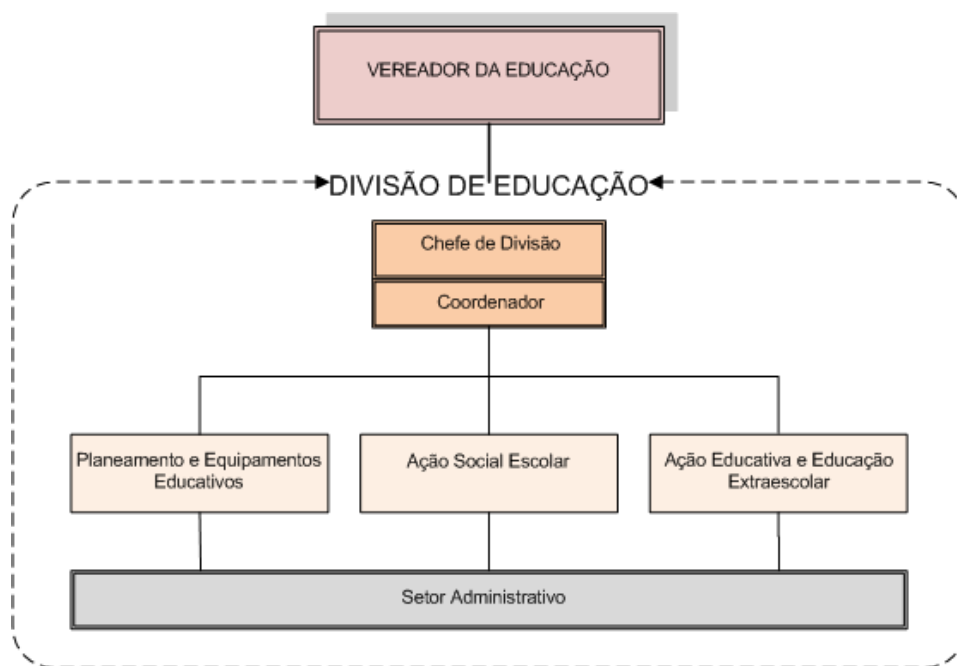 VEREADOR DA EDUCAÇÃO
DIVISÃO DE EDUCAÇÃO
Chefe de Divisão
Coordenador
Planeamento e Equipamentos
Educativos
Ação Social Escolar
Ação Educativa e Educação
Extraescolar
Setor Administrativo